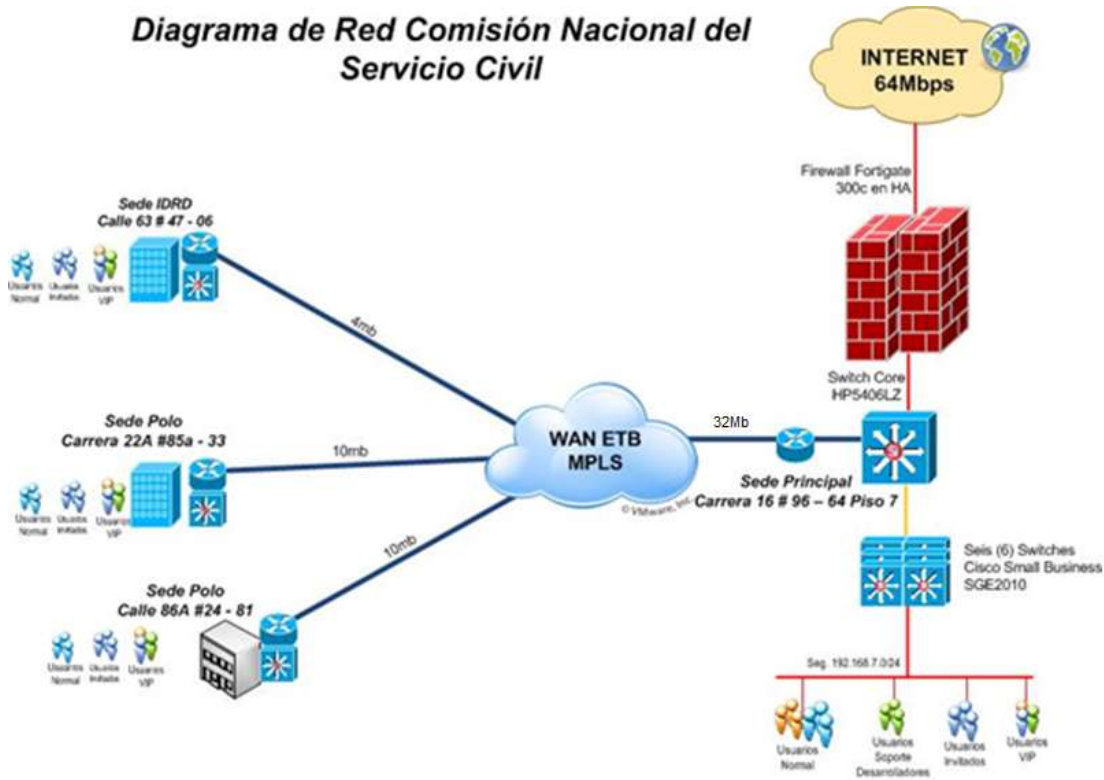 Diagrama de Red Comisión Nacional del
Servicio Civil
INTERNET
64Mbps
Firewall Fortigate
300c en HA
Switch Core
HP5406LZ
Sede IDRD
Calle 63 # 47 - 06
Usuarios
Normal
Usuarios
Invitados
Usuarios
VIP
4mb
Sede Polo
Carrera 22A #85a - 33
Usuarios
Normal
Usuarios
Invitados
Usuarios
VIP
10mb
WAN ETB
MPLS
© VMware, Inc.
32Mb
Sede Principal
Carrera 16 # 96 – 64 Piso 7
Sede Polo
Calle 86A #24 - 81
Usuarios
Normal
Usuarios
Invitados
Usuarios
VIP
10mb
Seis (6) Switches
Cisco Small Business
SGE2010
Seg. 192.168.7.0/24
Usuarios
Normal
Usuarios
Soporte
Desarrolladores
Usuarios
Invitados
Usuarios
VIP